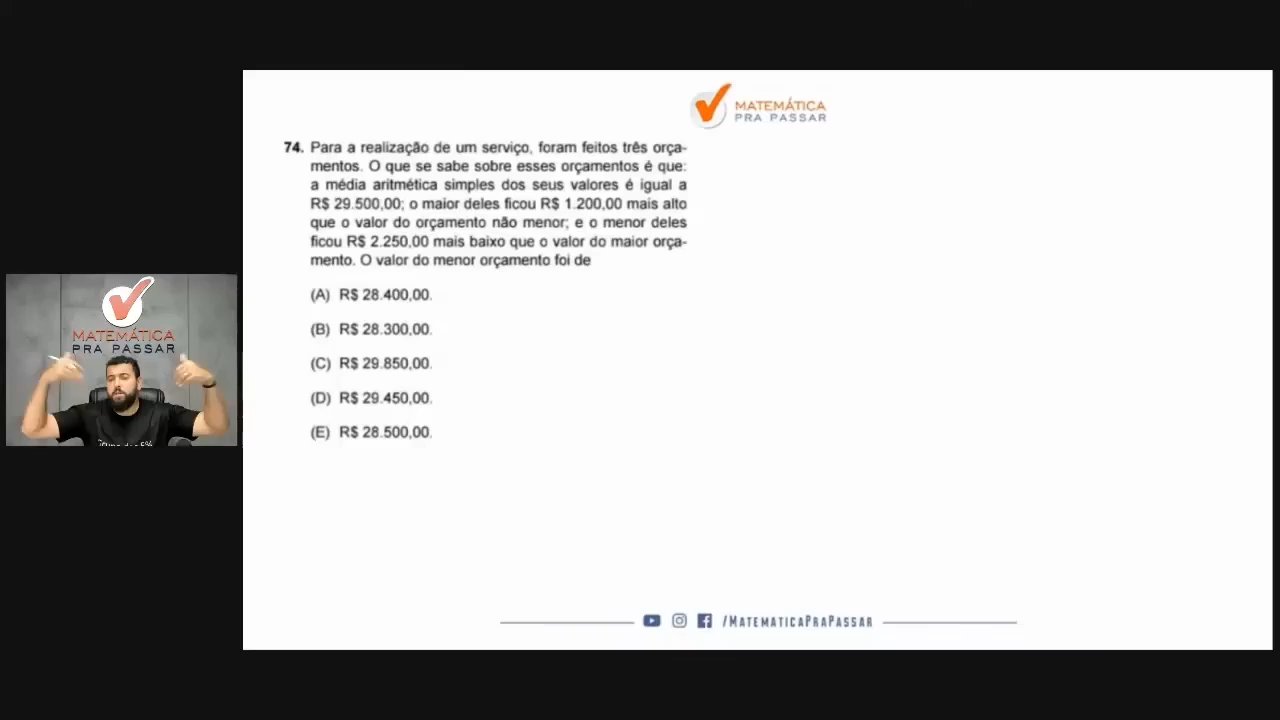 MATEMÁTICA
PRA PASSAR
74. Para a realização de um serviço, foram feitos três orça-
mentos. O que se sabe sobre esses orçamentos é que:
a média aritmética simples dos seus valores é igual a
R$ 29.500,00; o maior deles ficou R$ 1.200,00 mais alto
que o valor do orçamento não menor; e o menor deles
ficou R$ 2.250,00 mais baixo que o valor do maior orça-
mento. O valor do menor orçamento foi de
(A) R$ 28.400,00.
(B) R$ 28.300,00.
(C) R$ 29.850,00.
(D) R$ 29.450,00.
(E) R$ 28.500,00.
MATEMÁTICA
PRA PASSAR
/MATEMATICAPRAPASSAR